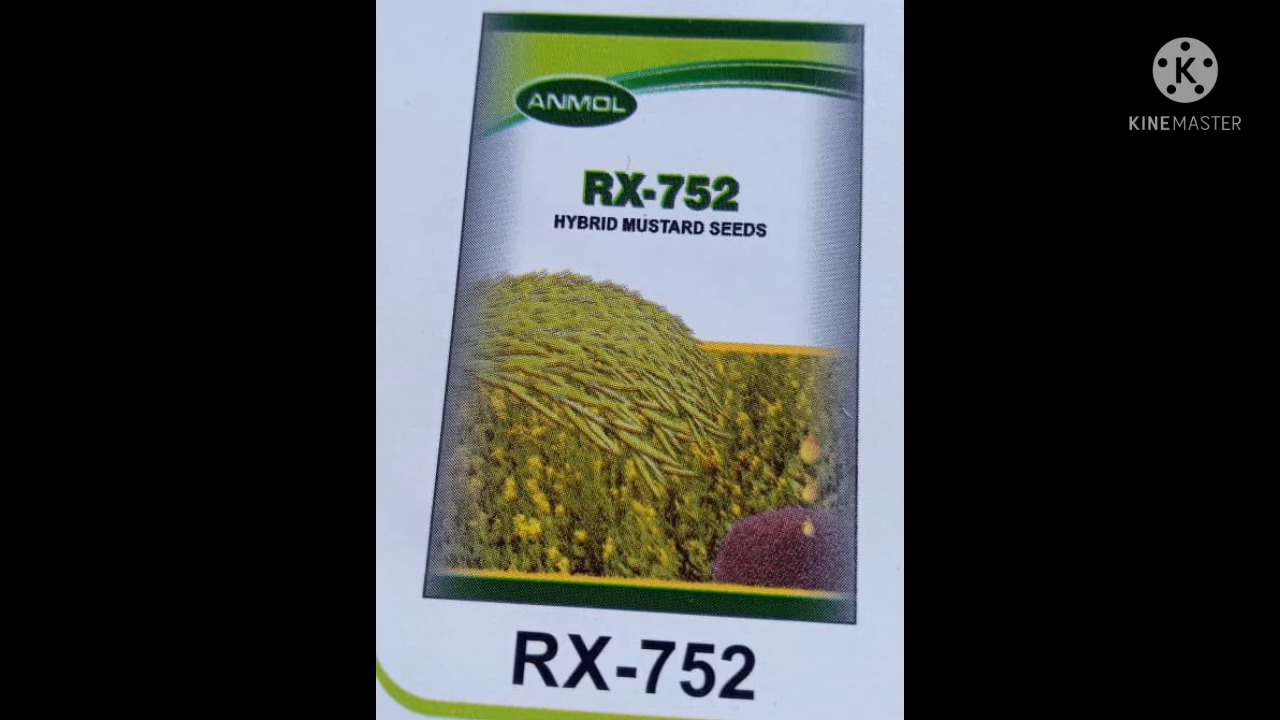 ANMOL
RX-752
HYBRID MUSTARD SEEDS
RX-752
K
KINEMASTER